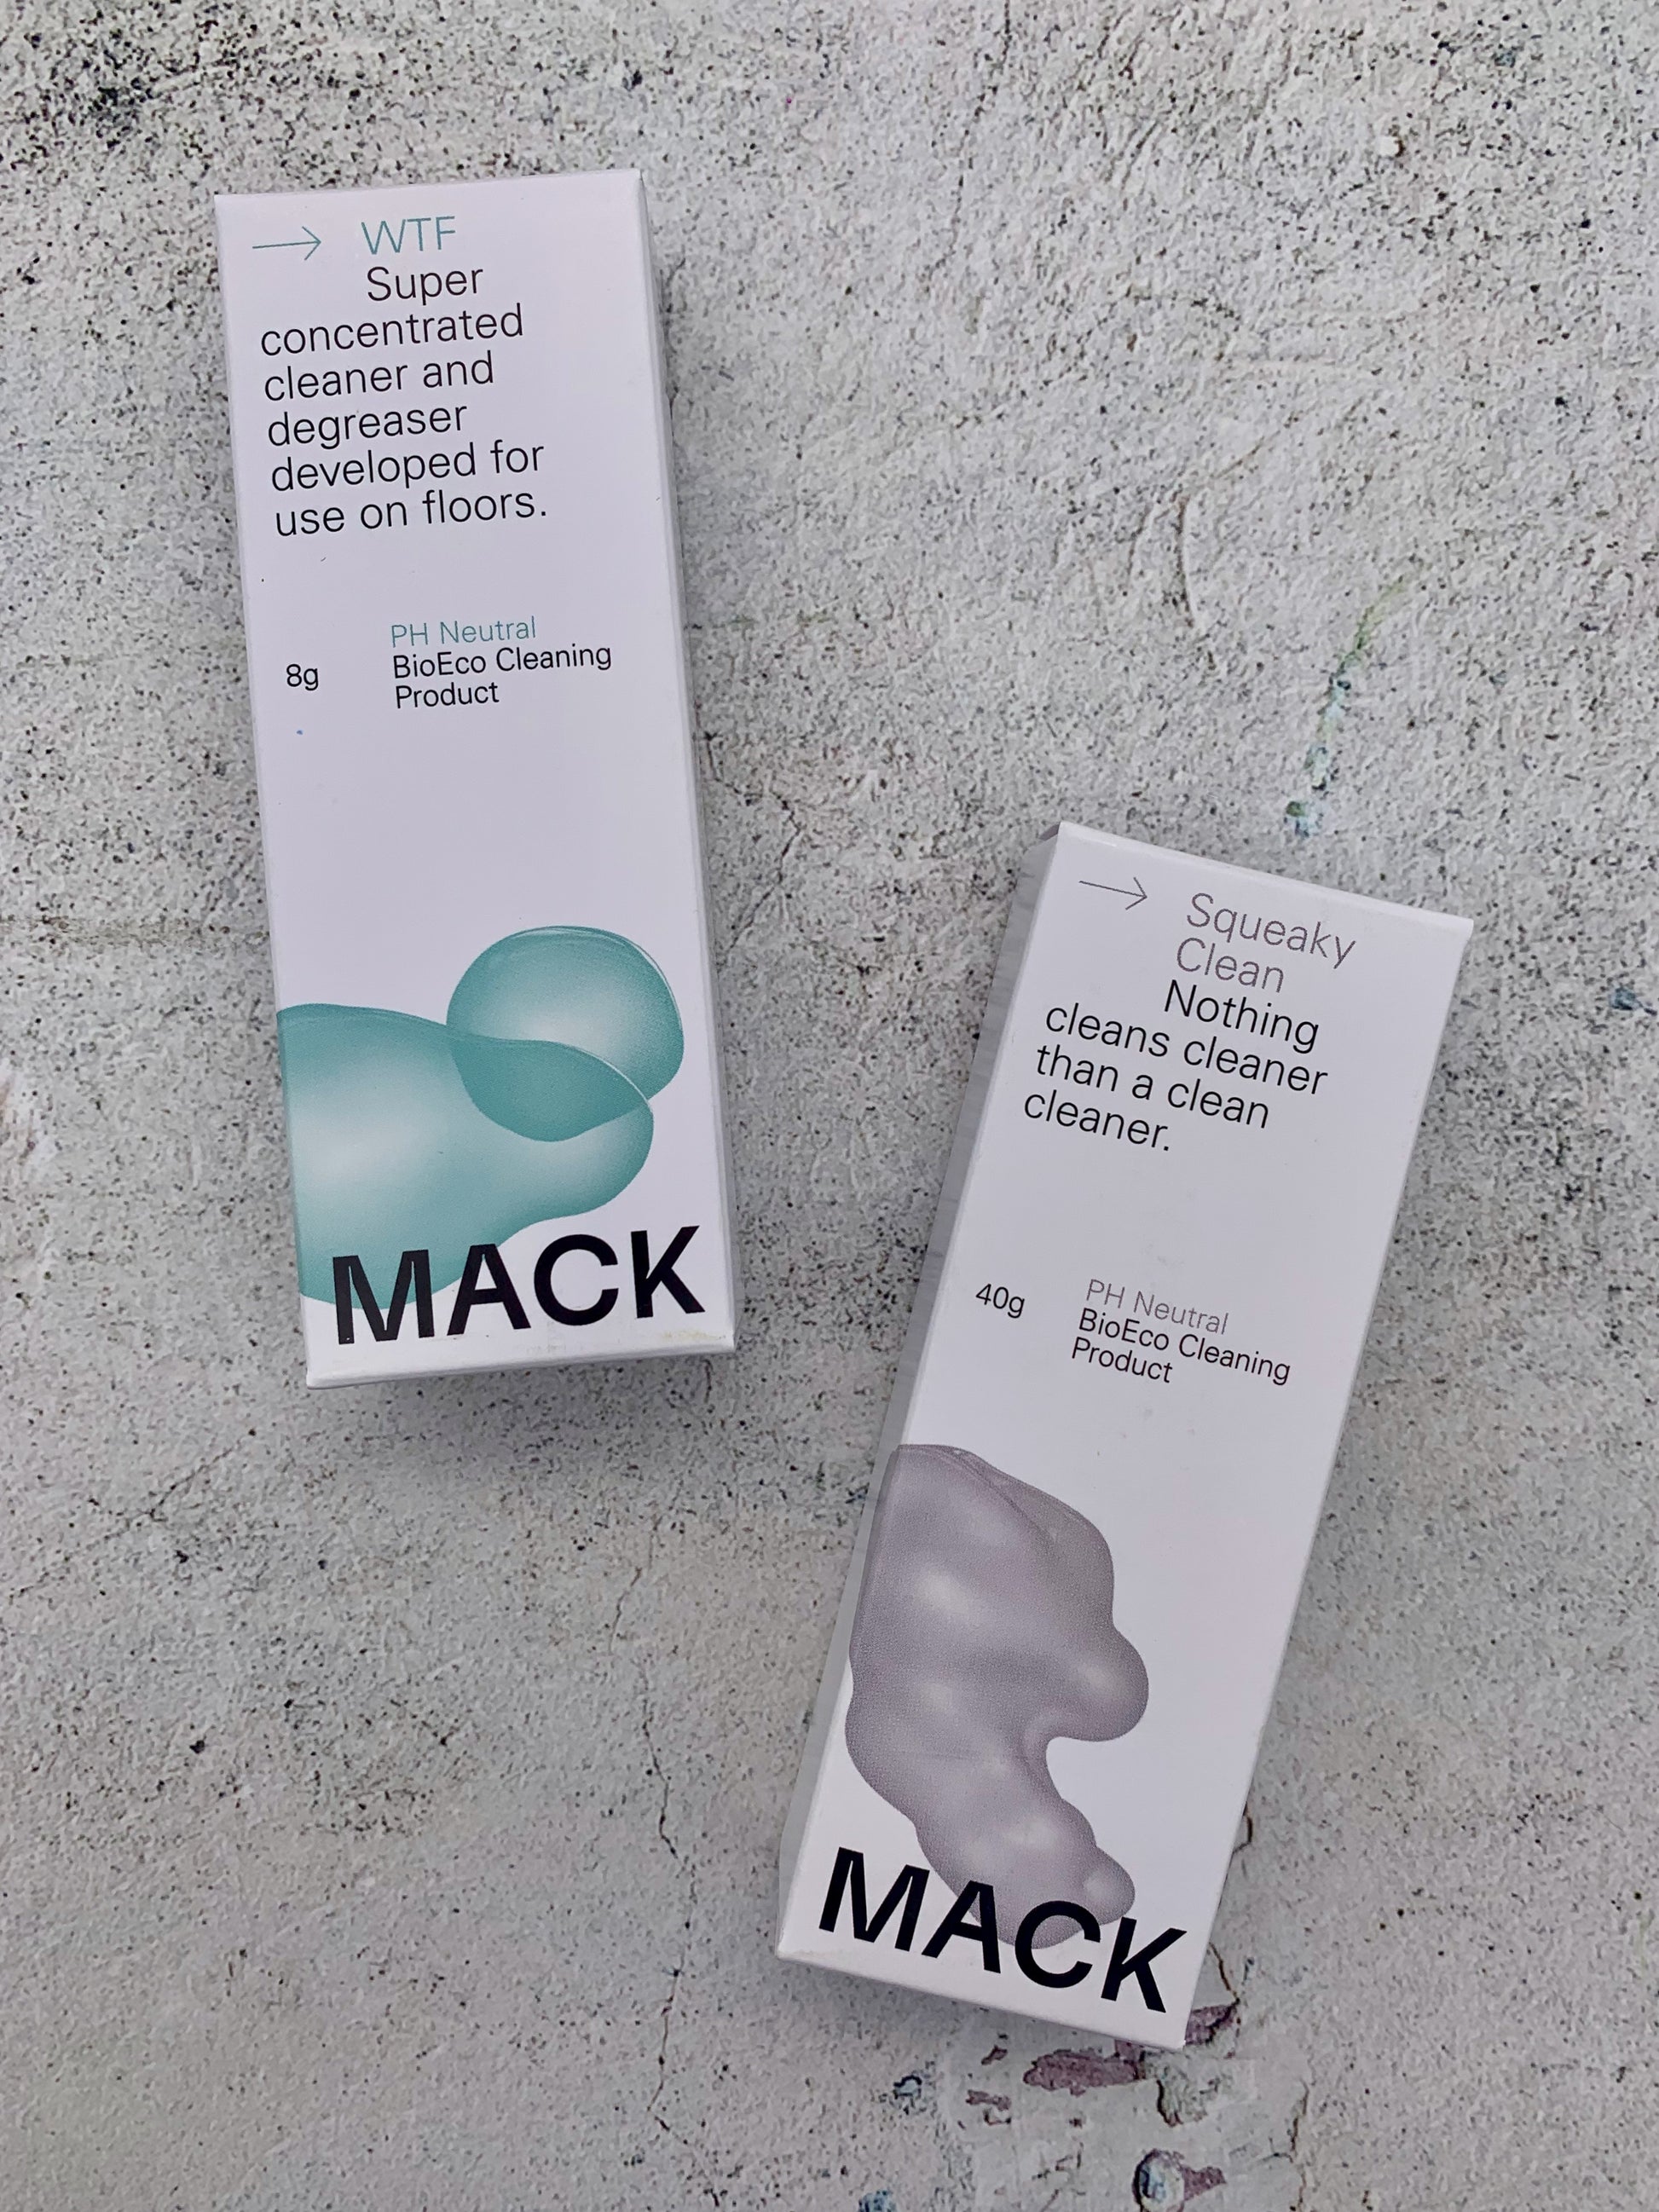 → WTF
Super
concentrated
cleaner and
degreaser
developed for
use on floors.
8g
PH Neutral
BioEco Cleaning
Product
MACK
→ Squeaky
Clean
Nothing
cleans cleaner
than a clean
cleaner.
40g
PH Neutral
BioEco Cleaning
Product
MACK